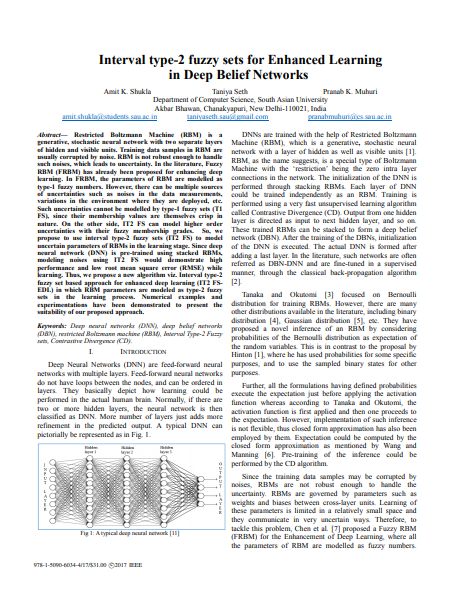 Interval type-2 fuzzy sets for Enhanced Learning
in Deep Belief Networks
Amit K. Shukla Taniya Seth Pranab K. Muhuri
Department of Computer Science, South Asian University
Akbar Bhawan, Chanakyapuri, New Delhi-110021, India
amit.shukla@students.sau.ac.in taniyaseth.sau@gmail.com pranabmuhuri@cs.sau.ac.in
Abstract— Restricted Boltzmann Machine (RBM) is a
generative, stochastic neural network with two separate layers
of hidden and visible units. Training data samples in RBM are
usually corrupted by noise. RBM is not robust enough to handle
such noises, which leads to uncertainty. In the literature, Fuzzy
RBM (FRBM) has already been proposed for enhancing deep
learning. In FRBM, the parameters of RBM are modelled as
type-1 fuzzy numbers. However, there can be multiple sources
of uncertainties such as noises in the data measurements,
variations in the environment where they are deployed, etc.
Such uncertainties cannot be modelled by type-1 fuzzy sets (T1
FS), since their membership values are themselves crisp in
nature. On the other side, IT2 FS can model higher order
uncertainties with their fuzzy membership grades. So, we
propose to use interval type-2 fuzzy sets (IT2 FS) to model
uncertain parameters of RBMs in the learning stage. Since deep
neural network (DNN) is pre-trained using stacked RBMs,
modeling noises using IT2 FS would demonstrate high
performance and low root mean square error (RMSE) while
learning. Thus, we propose a new algorithm viz. Interval type-2
fuzzy set based approach for enhanced deep learning (IT2 FS-
EDL) in which RBM parameters are modeled as type-2 fuzzy
sets in the learning process. Numerical examples and
experimentations have been demonstrated to present the
suitability of our proposed approach.
Keywords: Deep neural networks (DNN), deep belief networks
(DBN), restricted Boltzmann machine (RBM), Interval Type-2 Fuzzy
sets, Contrastive Divergence (CD).
I. INTRODUCTION
Deep Neural Networks (DNN) are feed-forward neural
networks with multiple layers. Feed-forward neural networks
do not have loops between the nodes, and can be ordered in
layers. They basically depict how learning could be
performed in the actual human brain. Normally, if there are
two or more hidden layers, the neural network is then
classified as DNN. More number of layers just adds more
refinement in the predicted output. A typical DNN can
pictorially be represented as in Fig. 1.
Hidden layer 1 Hidden layer 2 Hidden layer 3
INPUT LAYER
OUTPUT LAYER
Fig 1: A typical deep neural network [11]
DNNs are trained with the help of Restricted Boltzmann
Machine (RBM), which is a generative, stochastic neural
network with a layer of hidden as well as visible units [1].
RBM, as the name suggests, is a special type of Boltzmann
Machine with the 'restriction' being the zero intra layer
connections in the network. The initialization of the DNN is
performed through stacking RBMs. Each layer of DNN
could be trained independently as an RBM. Training is
performed using a very fast unsupervised learning algorithm
called Contrastive Divergence (CD). Output from one hidden
layer is directed as input to next hidden layer, and so on.
These trained RBMs can be stacked to form a deep belief
network (DBN). After the training of the DBNs, initialization
of the DNN is executed. The actual DNN is formed after
adding a last layer. In the literature, such networks are often
referred as DBN-DNN and are fine-tuned in a supervised
manner, through the classical back-propagation algorithm
[2].
Tanaka and Okutomi [3] focused on Bernoulli
distribution for training RBMs. However, there are many
other distributions available in the literature, including binary
distribution [4], Gaussian distribution [5], etc. They have
proposed a novel inference of an RBM by considering
probabilities of the Bernoulli distribution as expectation of
the random variables. This is in contrast to the proposal by
Hinton [1], where he has used probabilities for some specific
purposes, and to use the sampled binary states for other
purposes.
Further, all the formulations having defined probabilities
execute the expectation just before applying the activation
function whereas according to Tanaka and Okutomi, the
activation function is first applied and then one proceeds to
the expectation. However, implementation of such inference
is not flexible, thus closed form approximation has also been
employed by them. Expectation could be computed by the
closed form approximation as mentioned by Wang and
Manning [6]. Pre-training of the inference could be
performed by the CD algorithm.
Since the training data samples may be corrupted by
noises, RBMs are not robust enough to handle the
uncertainty. RBMs are governed by parameters such as
weights and biases between cross-layer units. Learning of
these parameters is limited in a relatively small space and
they communicate in very uncertain ways. Therefore, to
tackle this problem, Chen et al. [7] proposed a Fuzzy RBM
(FRBM) for the Enhancement of Deep Learning, where all
the parameters of RBM are modelled as fuzzy numbers.
978-1-5090-6034-4/17/$31.00 ©2017 IEEE